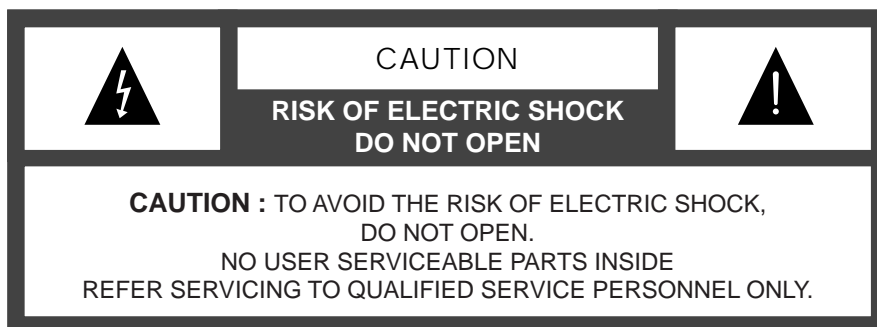 CAUTION
RISK OF ELECTRIC SHOCK
DO NOT OPEN
CAUTION : TO AVOID THE RISK OF ELECTRIC SHOCK,
DO NOT OPEN.
NO USER SERVICEABLE PARTS INSIDE
REFER SERVICING TO QUALIFIED SERVICE PERSONNEL ONLY.